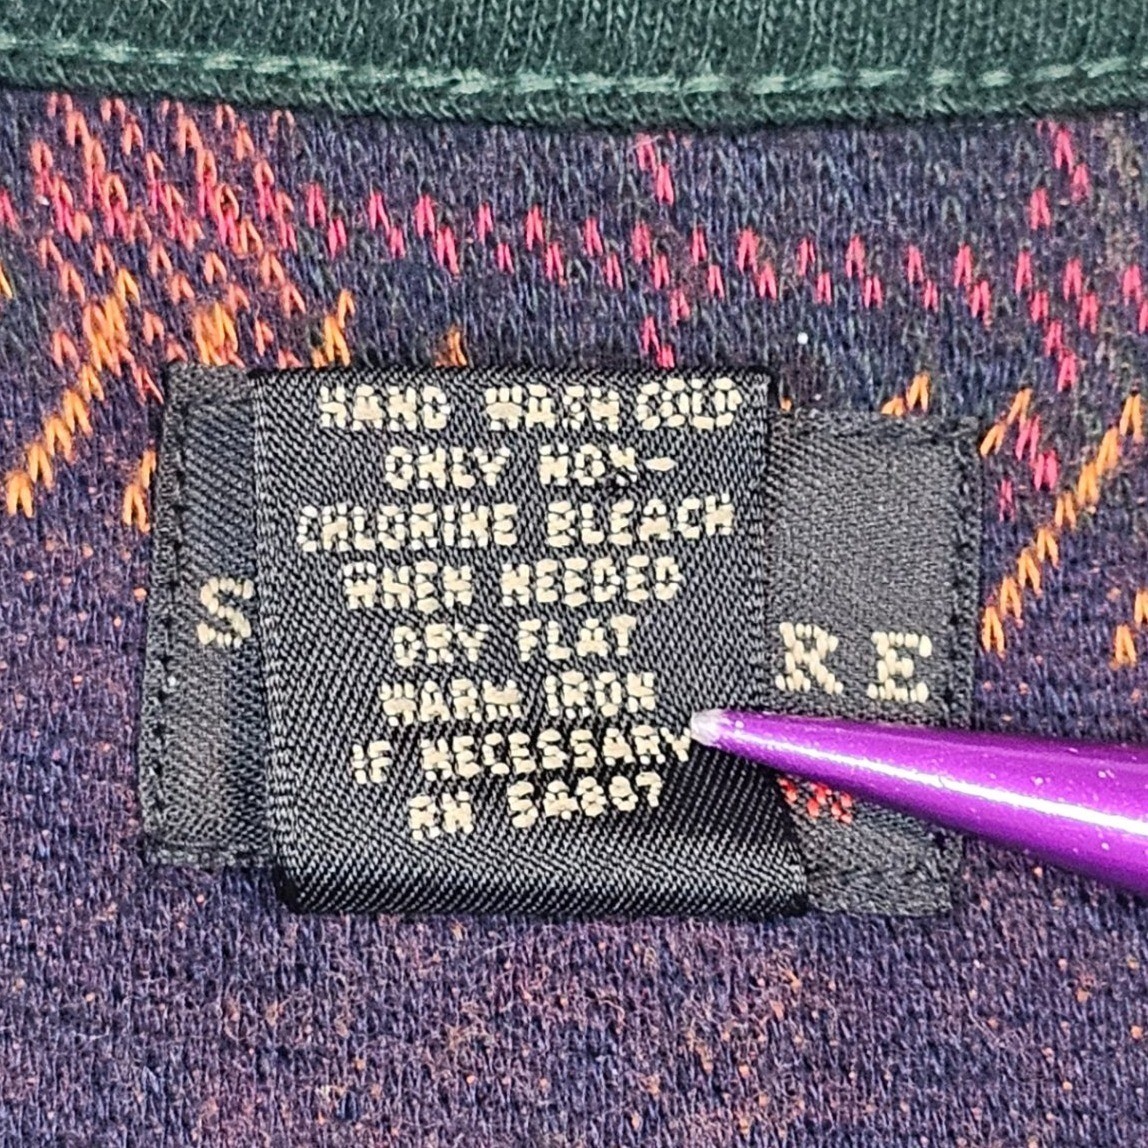 HAND WASH COLD
ONLY NON-
CHLORINE BLEACH
WHEN NEEDED
DRY FLAT
WARM IRON
IF NECESSARY
RN 54867
S
RE